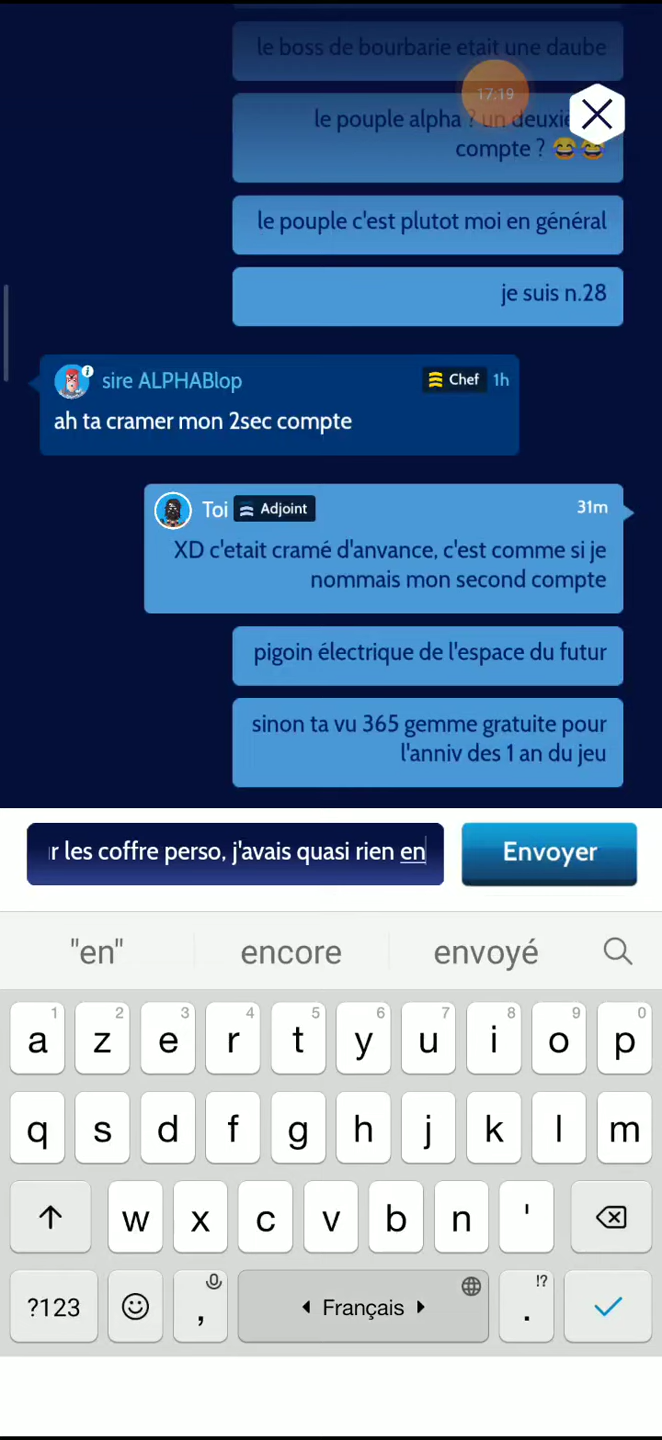 le boss de bourbarie etait une daube
17:19
le pouple alpha ? un deuxiè
compte ? 😂😂
le pouple c'est plutot moi en général
je suis n.28
sire ALPHABlop
Chef 1h
ah ta cramer mon 2sec compte
Toi Adjoint 31m
XD c'etait cramé d'anvance, c'est comme si je
nommais mon second compte
pigoin électrique de l'espace du futur
sinon ta vu 365 gemme gratuite pour
l'anniv des 1 an du jeu
r les coffre perso, j'avais quasi rien en
Envoyer
"en" encore envoyé
1 2 3 4 5 6 7 8 9 0
a z e r t y u i o p
q s d f g h j k l m
w x c v b n '
?123 , Français . !?